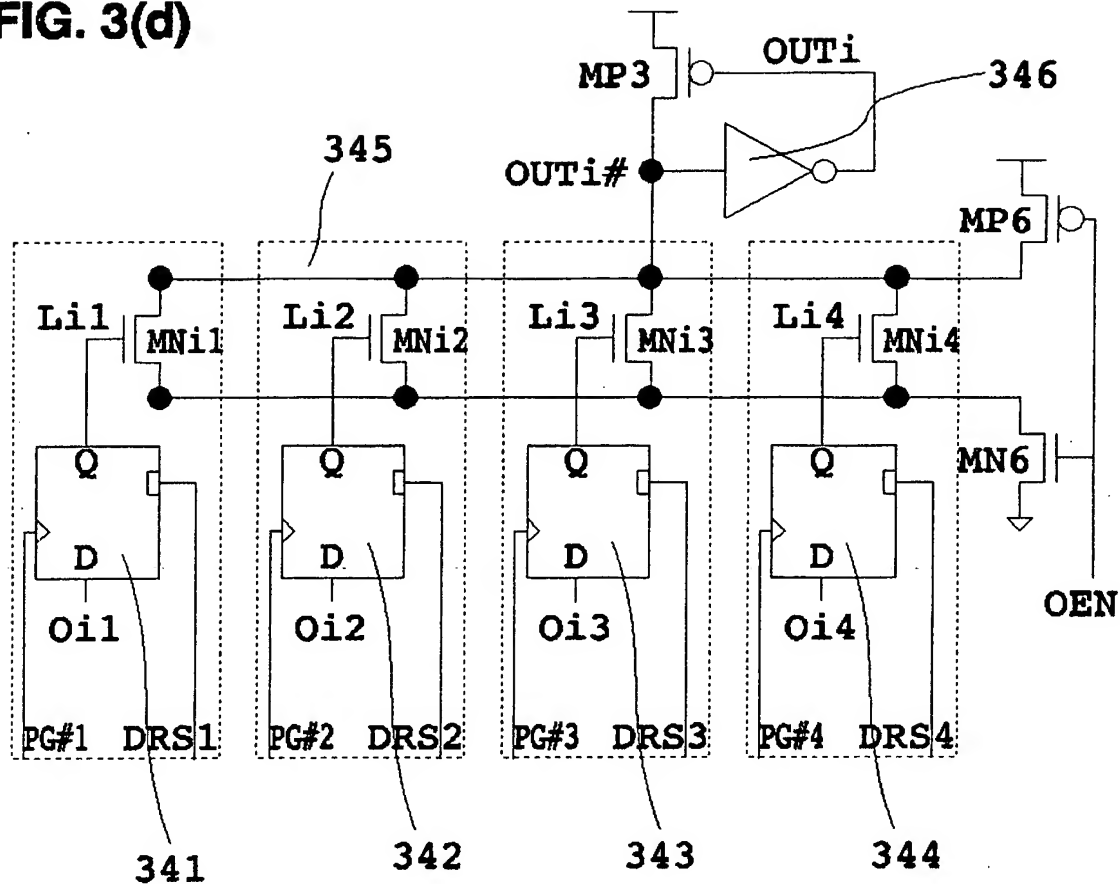 FIG. 3(d)
OUTi
MP3
346
345
OUTi#
MP6
Li1
MNi1
Li2
MNi2
Li3
MNi3
Li4
MNi4
Q
Q
Q
Q
MN6
D
D
D
D
Oi1
Oi2
Oi3
Oi4
OEN
PG#1
DRS1
PG#2
DRS2
PG#3
DRS3
PG#4
DRS4
341
342
343
344